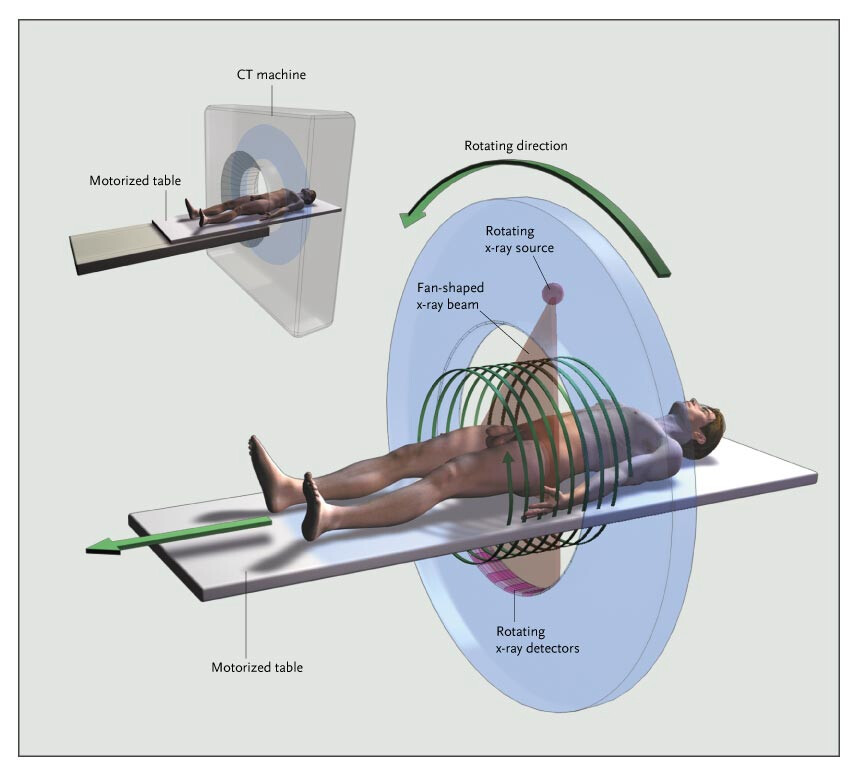 CT machine
Motorized table
Rotating direction
Rotating
x-ray source
Fan-shaped
x-ray beam
Rotating
x-ray detectors
Motorized table